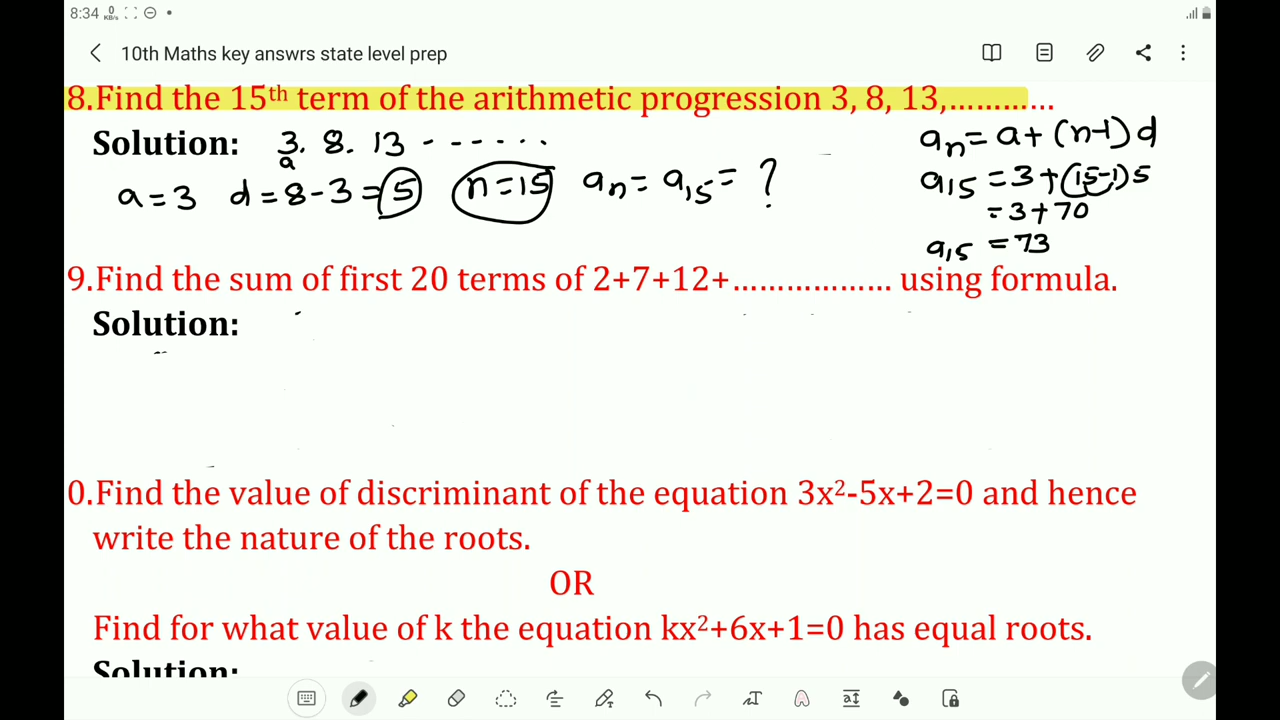 8:34 0 KB/s
10th Maths key answrs state level prep
8.Find the 15th term of the arithmetic progression 3, 8, 13,…………
Solution: 3. 8. 13 - - - - - -
a
a = 3 d = 8 - 3 = 5 n = 15 an = a15 = ?
an = a + (n-1) d
a15 = 3 + (15-1) 5
= 3 + 70
a15 = 73
9.Find the sum of first 20 terms of 2+7+12+……………… using formula.
Solution:
0.Find the value of discriminant of the equation 3x²-5x+2=0 and hence
write the nature of the roots.
OR
Find for what value of k the equation kx²+6x+1=0 has equal roots.
Solution: